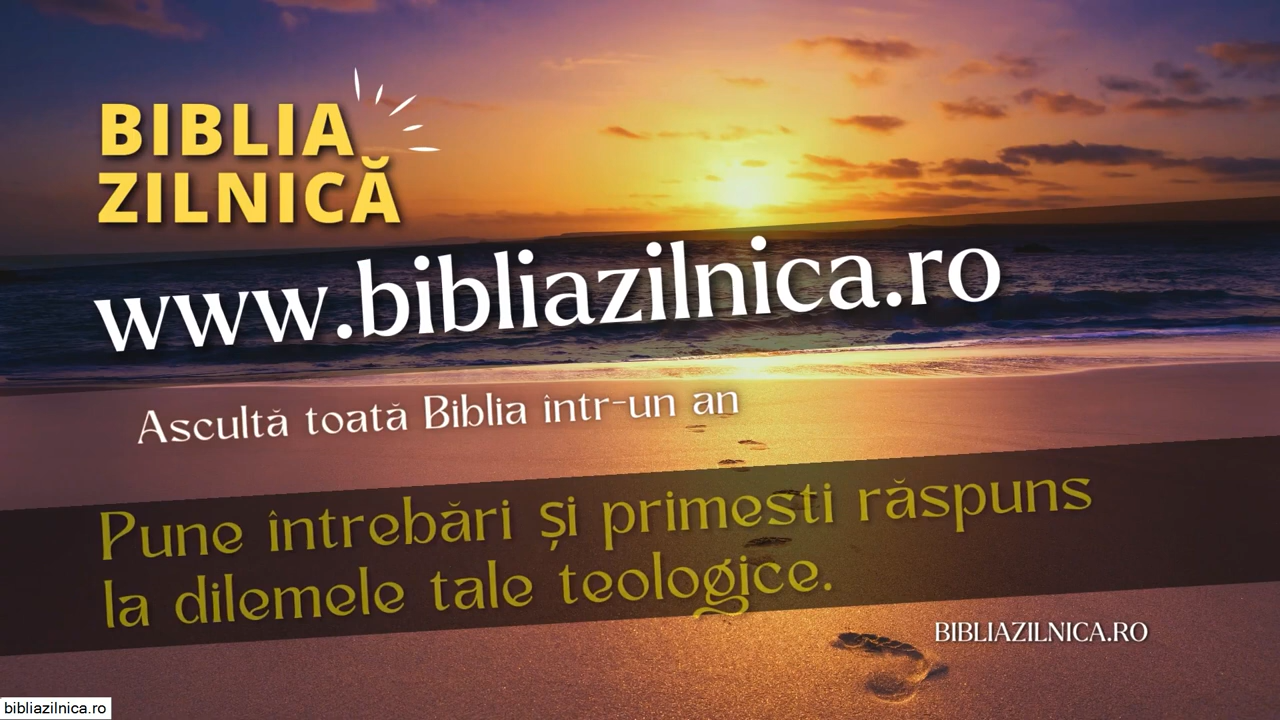 BIBLIA
ZILNICĂ
www.bibliazilnica.ro
Ascultă toată Biblia într-un an
Pune întrebări și primesti răspuns
la dilemele tale teologice.
BIBLIAZILNICA.RO
bibliazilnica.ro